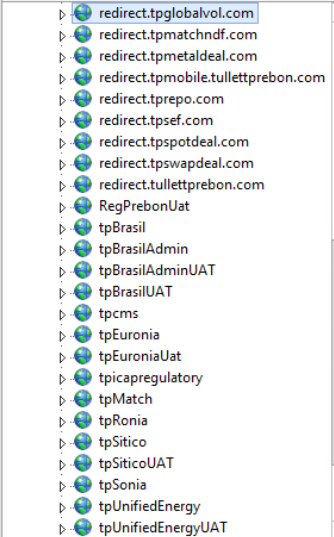 redirect.tpglobalvol.com
redirect.tpmatchndf.com
redirect.tpmetaldeal.com
redirect.tpmobile.tullettprebon.com
redirect.tprepo.com
redirect.tpsef.com
redirect.tpspotdeal.com
redirect.tpswapdeal.com
redirect.tullettprebon.com
RegPrebonUat
tpBrasil
tpBrasilAdmin
tpBrasilAdminUAT
tpBrasilUAT
tpcms
tpEuronia
tpEuroniaUat
tpicapregulatory
tpMatch
tpRonia
tpSitico
tpSiticoUAT
tpSonia
tpUnifiedEnergy
tpUnifiedEnergyUAT